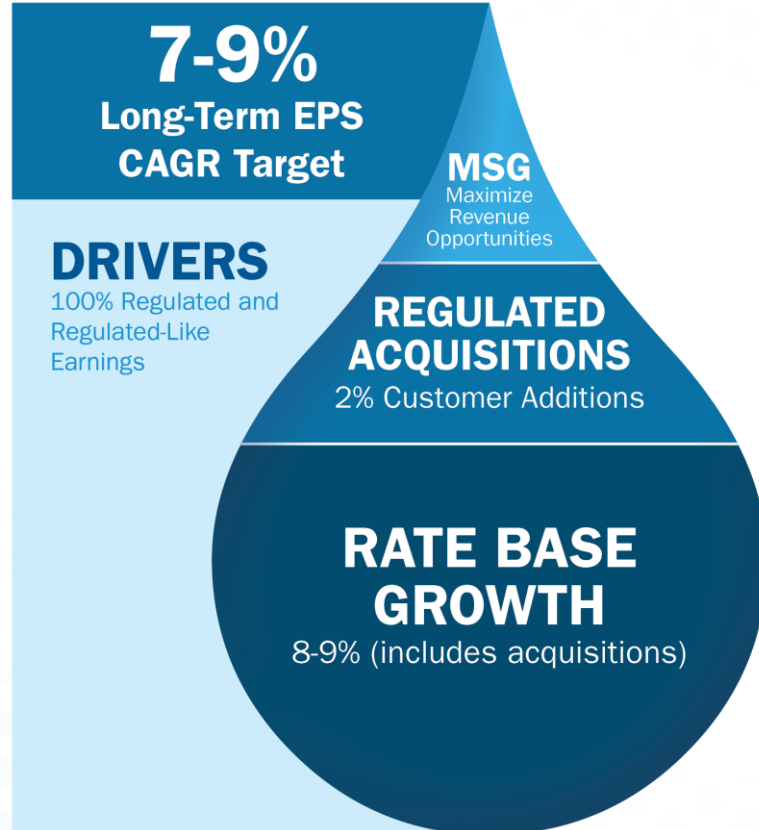 7-9%
Long-Term EPS
CAGR Target
DRIVERS
100% Regulated and
Regulated-Like
Earnings
MSG
Maximize
Revenue
Opportunities
REGULATED
ACQUISITIONS
2% Customer Additions
RATE BASE
GROWTH
8-9% (includes acquisitions)